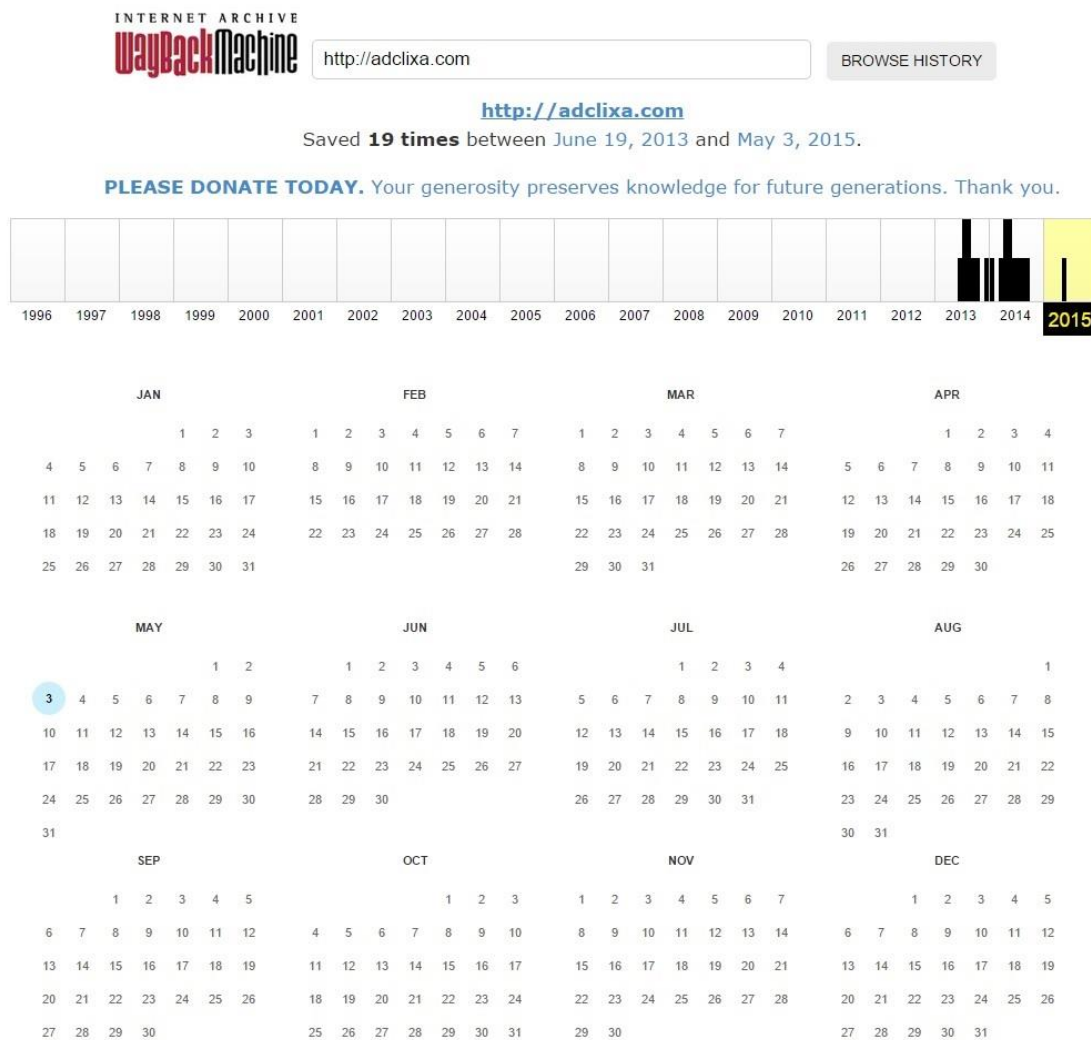 INTERNET ARCHIVE
WayBackMachine
http://adclixa.com
BROWSE HISTORY
http://adclixa.com
Saved 19 times between June 19, 2013 and May 3, 2015.
PLEASE DONATE TODAY. Your generosity preserves knowledge for future generations. Thank you.
1996 1997 1998 1999 2000 2001 2002 2003 2004 2005 2006 2007 2008 2009 2010 2011 2012 2013 2014 2015
JAN FEB MAR APR
1 2 3 1 2 3 4 5 6 7 1 2 3 4 5 6 7 1 2 3 4
4 5 6 7 8 9 10 8 9 10 11 12 13 14 8 9 10 11 12 13 14 5 6 7 8 9 10 11
11 12 13 14 15 16 17 15 16 17 18 19 20 21 15 16 17 18 19 20 21 12 13 14 15 16 17 18
18 19 20 21 22 23 24 22 23 24 25 26 27 28 22 23 24 25 26 27 28 19 20 21 22 23 24 25
25 26 27 28 29 30 31 29 30 31 26 27 28 29 30
MAY JUN JUL AUG
1 2 1 2 3 4 5 6 1 2 3 4 1
3 4 5 6 7 8 9 7 8 9 10 11 12 13 5 6 7 8 9 10 11 2 3 4 5 6 7 8
10 11 12 13 14 15 16 14 15 16 17 18 19 20 12 13 14 15 16 17 18 9 10 11 12 13 14 15
17 18 19 20 21 22 23 21 22 23 24 25 26 27 19 20 21 22 23 24 25 16 17 18 19 20 21 22
24 25 26 27 28 29 30 28 29 30 26 27 28 29 30 31 23 24 25 26 27 28 29
31 30 31
SEP OCT NOV DEC
1 2 3 4 5 1 2 3 1 2 3 4 5 6 7 1 2 3 4 5
6 7 8 9 10 11 12 4 5 6 7 8 9 10 8 9 10 11 12 13 14 6 7 8 9 10 11 12
13 14 15 16 17 18 19 11 12 13 14 15 16 17 15 16 17 18 19 20 21 13 14 15 16 17 18 19
20 21 22 23 24 25 26 18 19 20 21 22 23 24 22 23 24 25 26 27 28 20 21 22 23 24 25 26
27 28 29 30 25 26 27 28 29 30 31 29 30 27 28 29 30 31